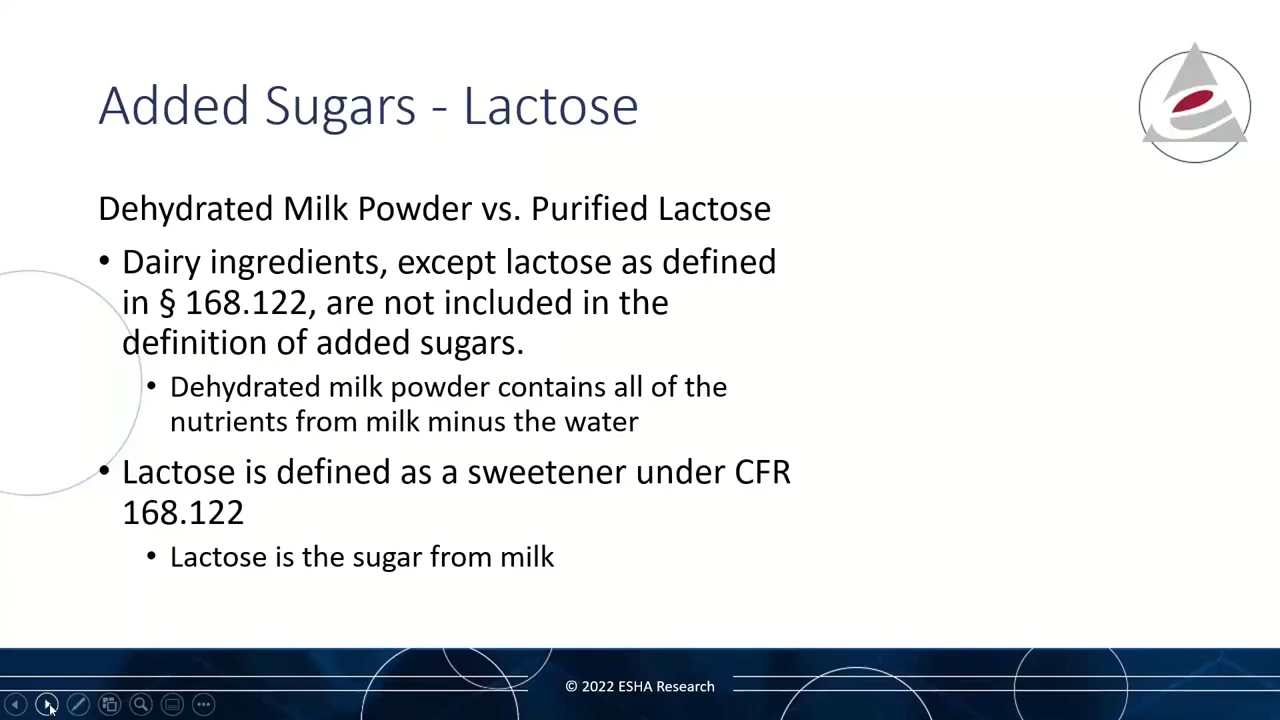 Added Sugars - Lactose
Dehydrated Milk Powder vs. Purified Lactose
• Dairy ingredients, except lactose as defined
in § 168.122, are not included in the
definition of added sugars.
• Dehydrated milk powder contains all of the
nutrients from milk minus the water
• Lactose is defined as a sweetener under CFR
168.122
• Lactose is the sugar from milk
© 2022 ESHA Research